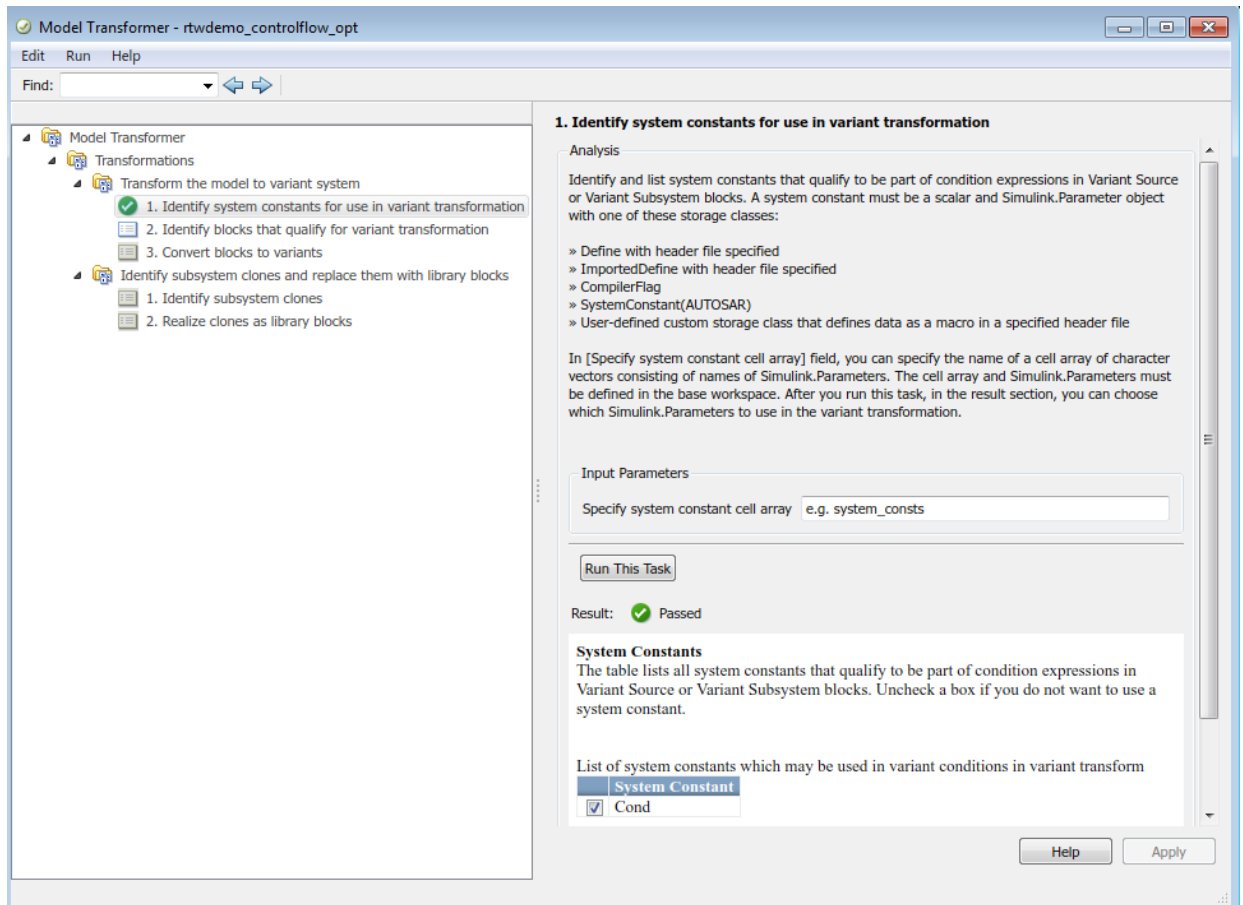 Model Transformer - rtwdemo_controlflow_opt
Edit Run Help
Find:
Model Transformer
Transformations
Transform the model to variant system
1. Identify system constants for use in variant transformation
2. Identify blocks that qualify for variant transformation
3. Convert blocks to variants
Identify subsystem clones and replace them with library blocks
1. Identify subsystem clones
2. Realize clones as library blocks
1. Identify system constants for use in variant transformation
Analysis
Identify and list system constants that qualify to be part of condition expressions in Variant Source
or Variant Subsystem blocks. A system constant must be a scalar and Simulink.Parameter object
with one of these storage classes:
» Define with header file specified
» ImportedDefine with header file specified
» CompilerFlag
» SystemConstant(AUTOSAR)
» User-defined custom storage class that defines data as a macro in a specified header file
In [Specify system constant cell array] field, you can specify the name of a cell array of character
vectors consisting of names of Simulink.Parameters. The cell array and Simulink.Parameters must
be defined in the base workspace. After you run this task, in the result section, you can choose
which Simulink.Parameters to use in the variant transformation.
Input Parameters
Specify system constant cell array e.g. system_consts
Run This Task
Result: Passed
System Constants
The table lists all system constants that qualify to be part of condition expressions in
Variant Source or Variant Subsystem blocks. Uncheck a box if you do not want to use a
system constant.
List of system constants which may be used in variant conditions in variant transform
System Constant
Cond
Help Apply